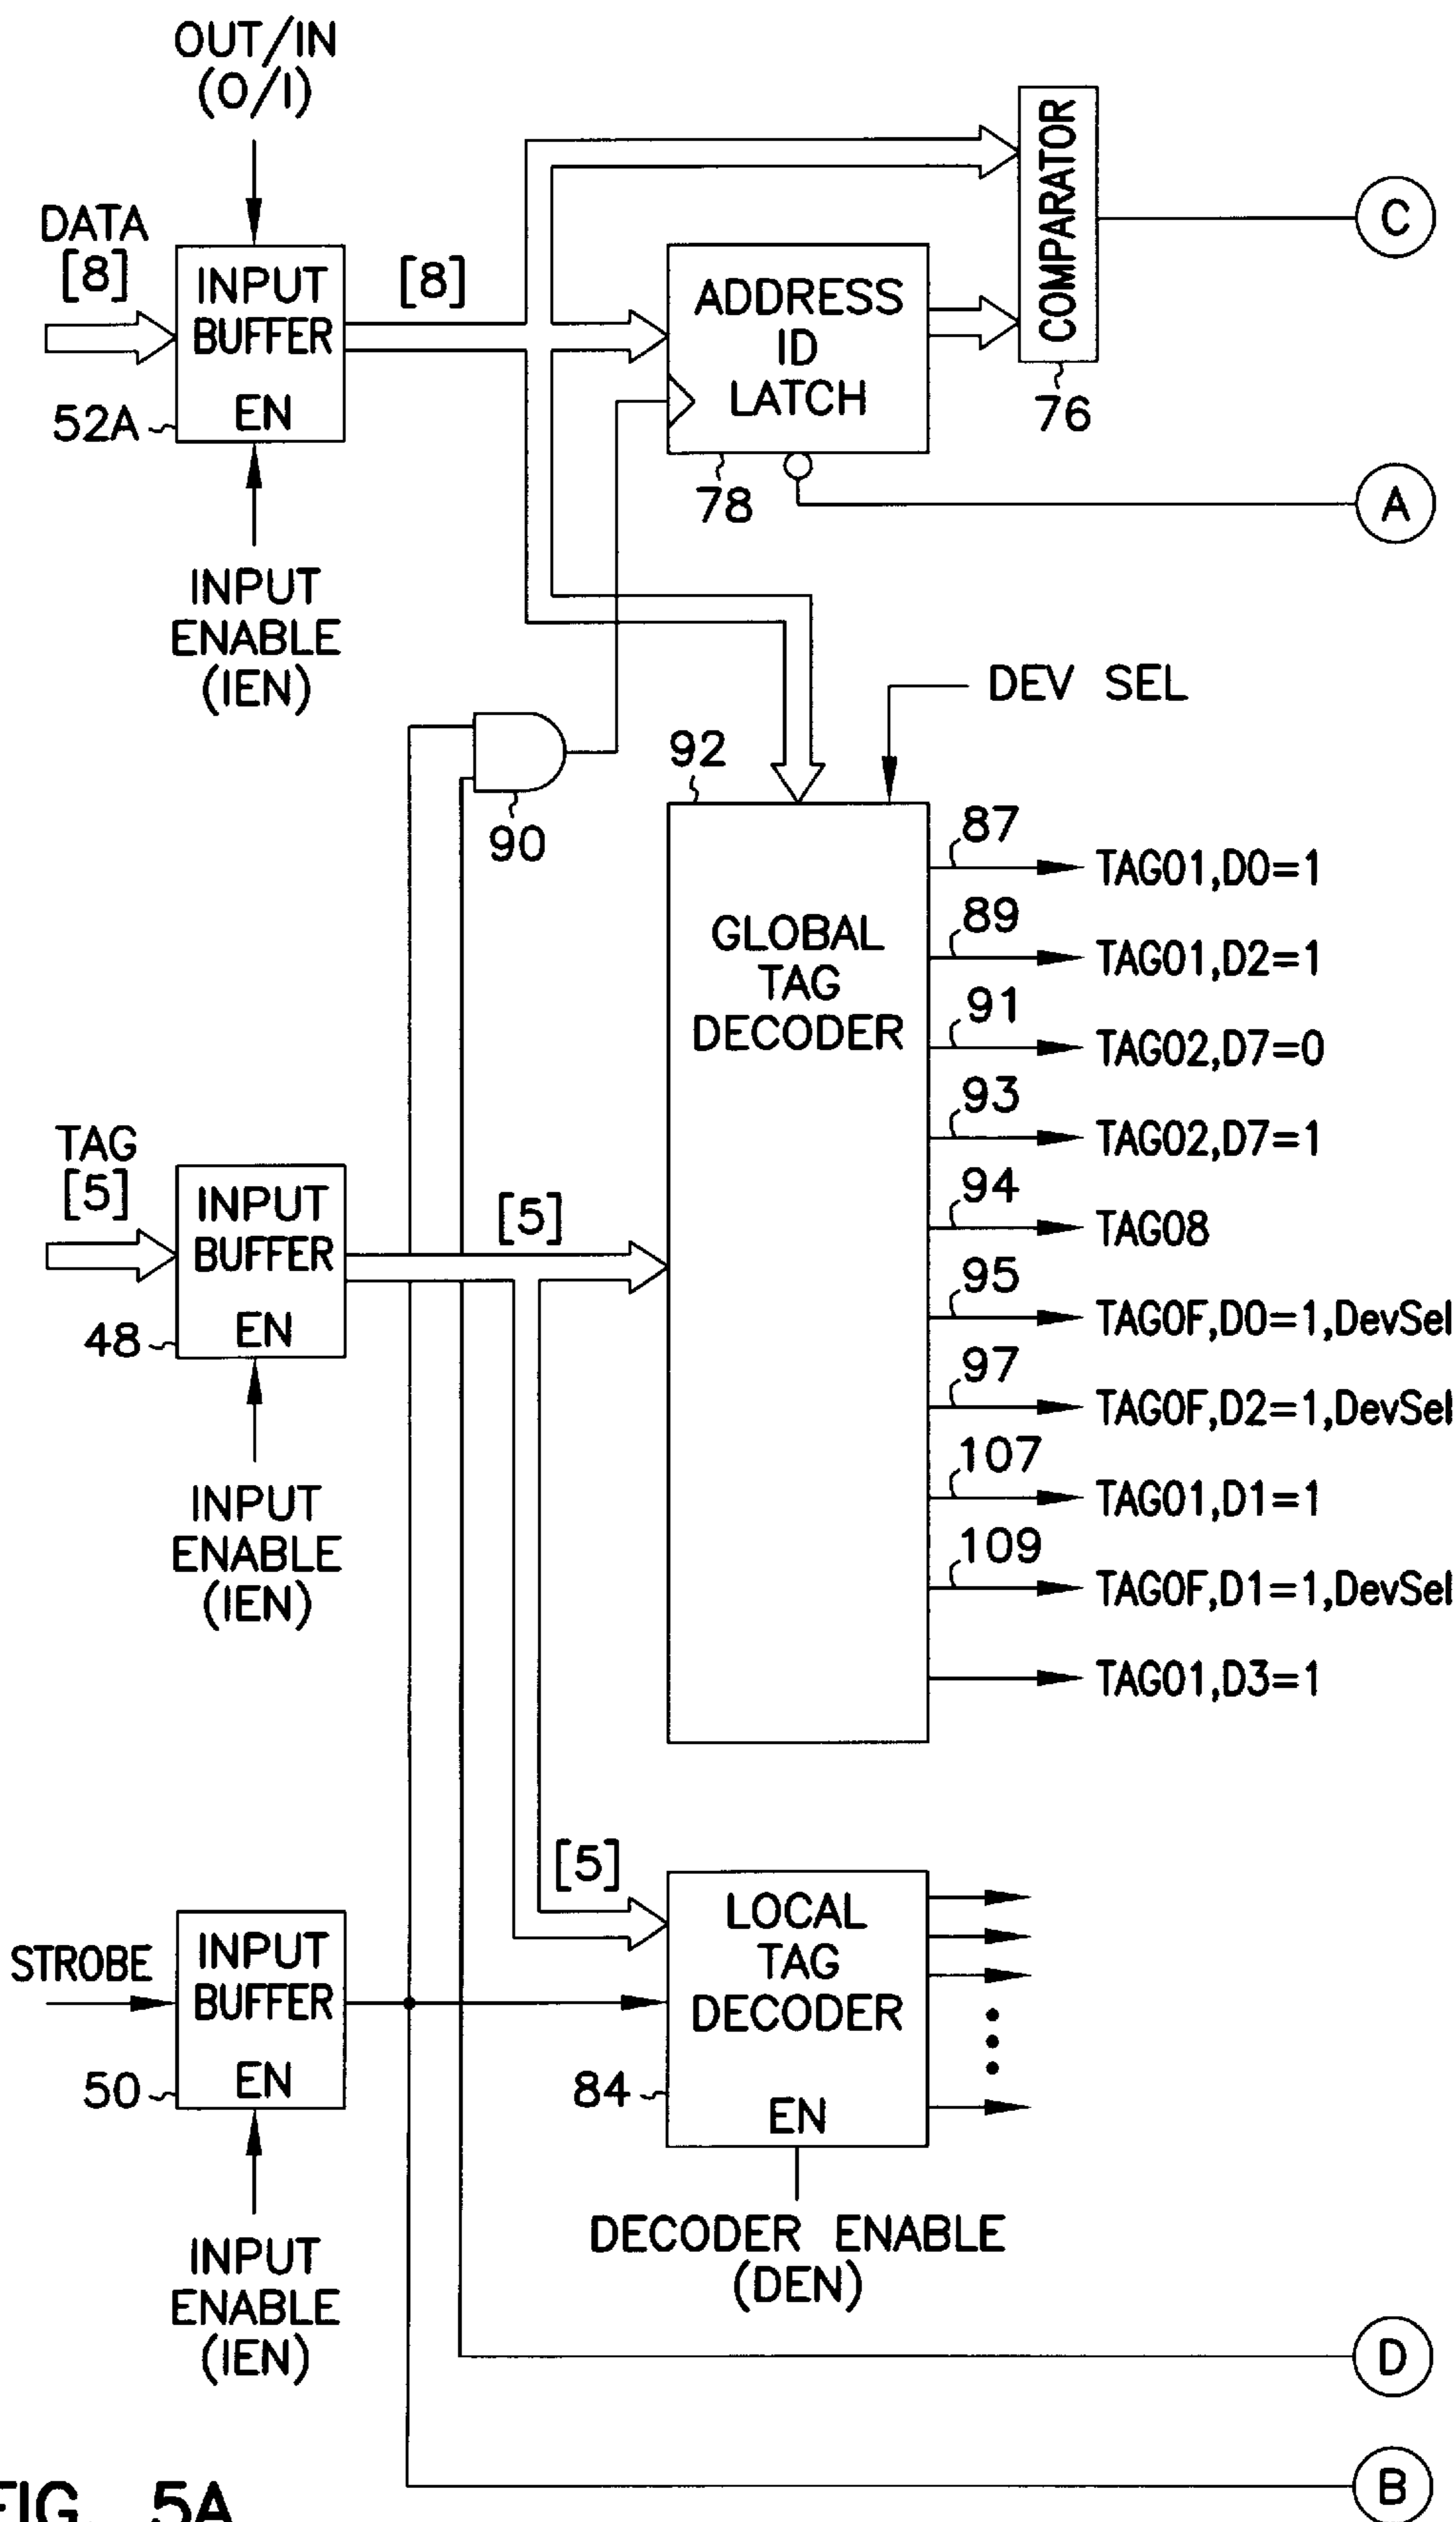 OUT/IN
(O/I)
DATA
[8]
INPUT
BUFFER
EN
52A
INPUT
ENABLE
(IEN)
[8]
ADDRESS
ID
LATCH
78
COMPARATOR
76
C
A
90
DEV SEL
92
GLOBAL
TAG
DECODER
87
TAG01,D0=1
89
TAG01,D2=1
91
TAG02,D7=0
93
TAG02,D7=1
94
TAG08
95
TAG0F,D0=1,DevSel
97
TAG0F,D2=1,DevSel
107
TAG01,D1=1
109
TAG0F,D1=1,DevSel
TAG01,D3=1
TAG
[5]
INPUT
BUFFER
EN
48
INPUT
ENABLE
(IEN)
[5]
[5]
LOCAL
TAG
DECODER
EN
84
DECODER ENABLE
(DEN)
STROBE
INPUT
BUFFER
EN
50
INPUT
ENABLE
(IEN)
D
B
FIG. 5A